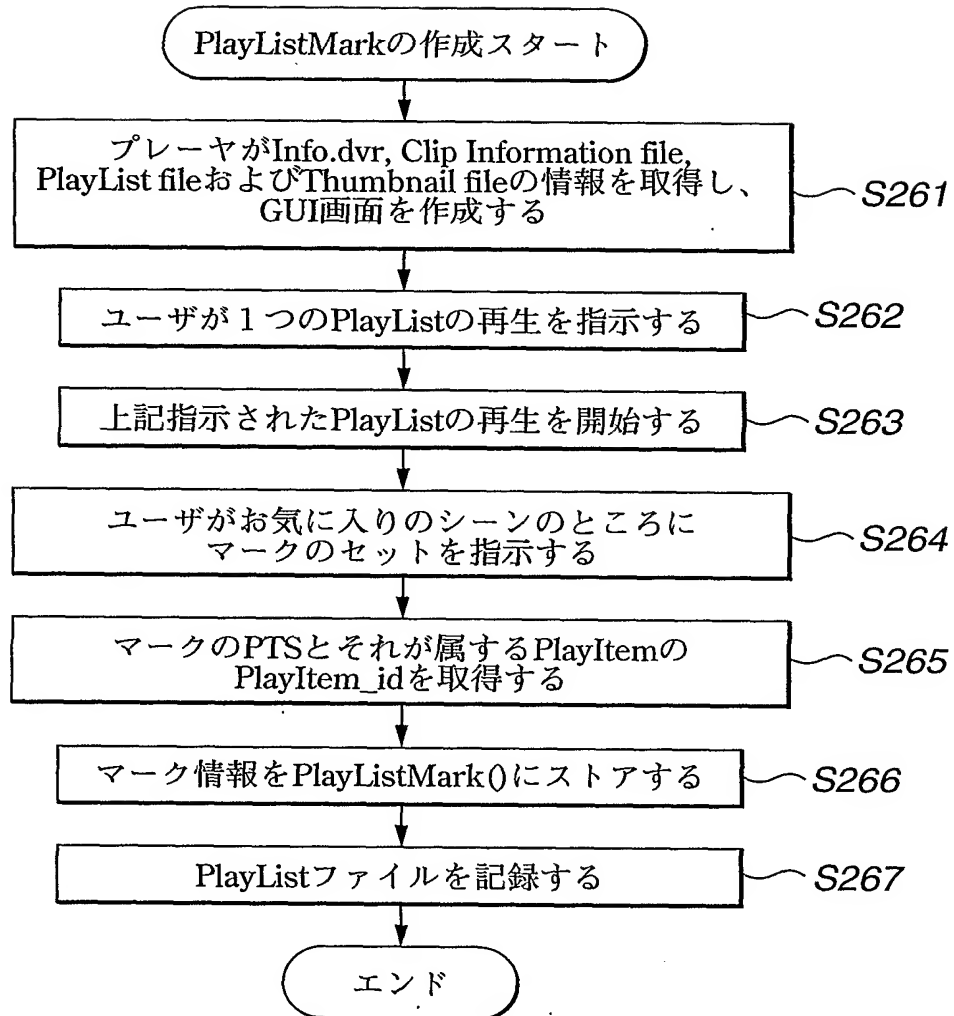 PlayListMarkの作成スタート
プレーヤがInfo.dvr, Clip Information file,
PlayList fileおよびThumbnail fileの情報を取得し、
GUI画面を作成する
S261
ユーザが1つのPlayListの再生を指示する
S262
上記指示されたPlayListの再生を開始する
S263
ユーザがお気に入りのシーンのところに
マークのセットを指示する
S264
マークのPTSとそれが属するPlayItemの
PlayItem_idを取得する
S265
マーク情報をPlayListMark()にストアする
S266
PlayListファイルを記録する
S267
エンド